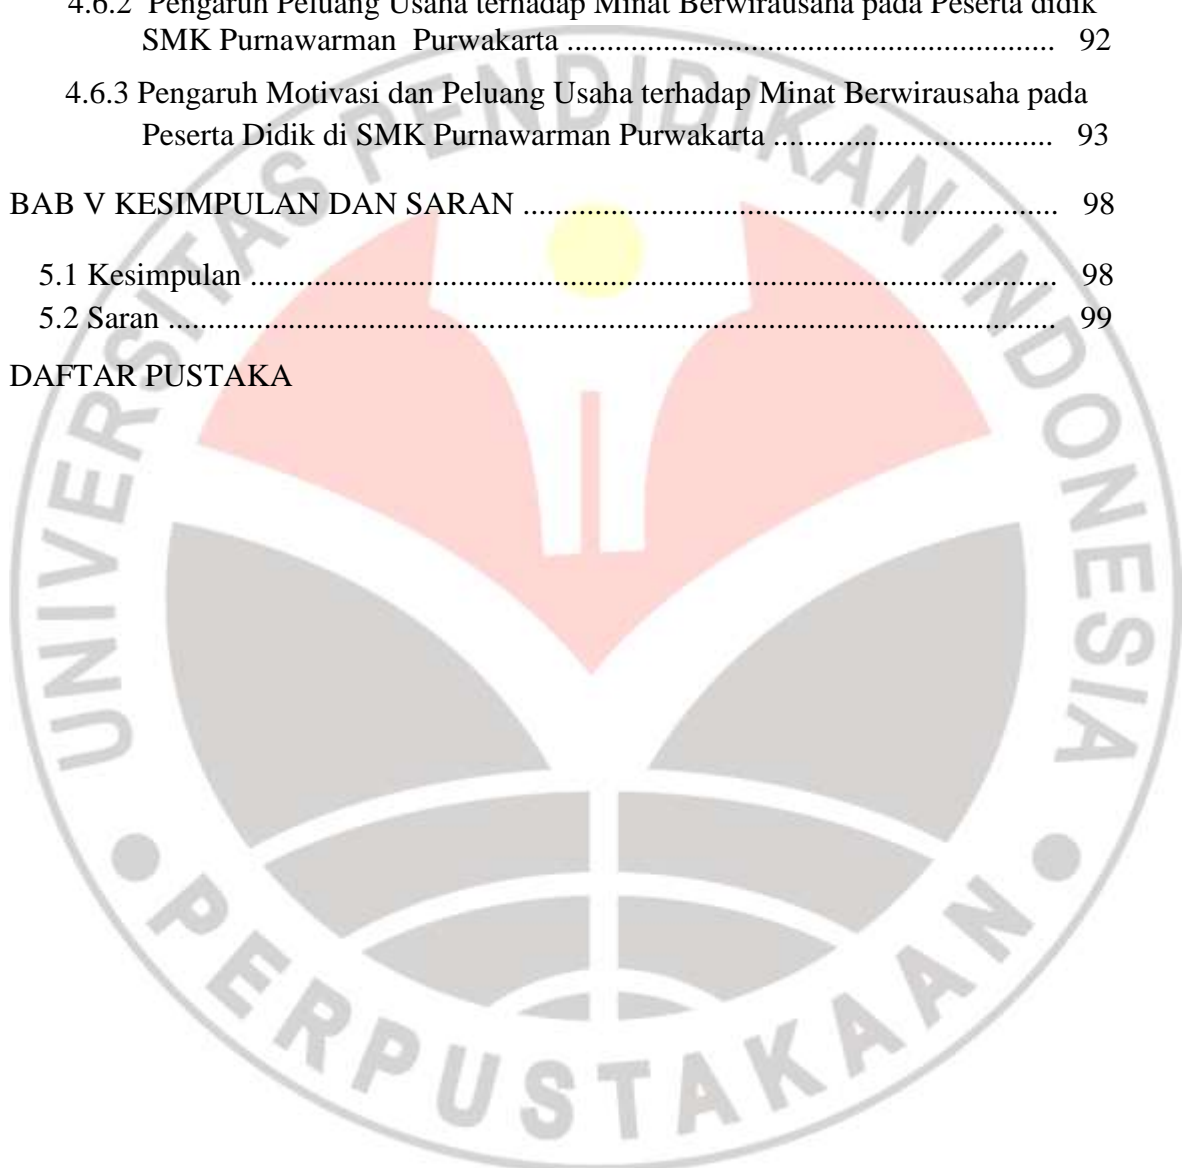 4.6.2 Pengaruh Peluang Usaha terhadap Minat Berwirausaha pada Peserta didik
SMK Purnawarman Purwakarta ............................................................. 92
4.6.3 Pengaruh Motivasi dan Peluang Usaha terhadap Minat Berwirausaha pada
Peserta Didik di SMK Purnawarman Purwakarta ................................... 93
BAB V KESIMPULAN DAN SARAN ................................................................... 98
5.1 Kesimpulan ..................................................................................................... 98
5.2 Saran ............................................................................................................... 99
DAFTAR PUSTAKA
UNIVERSITAS PENDIDIKAN INDONESIA
PERPUSTAKAAN